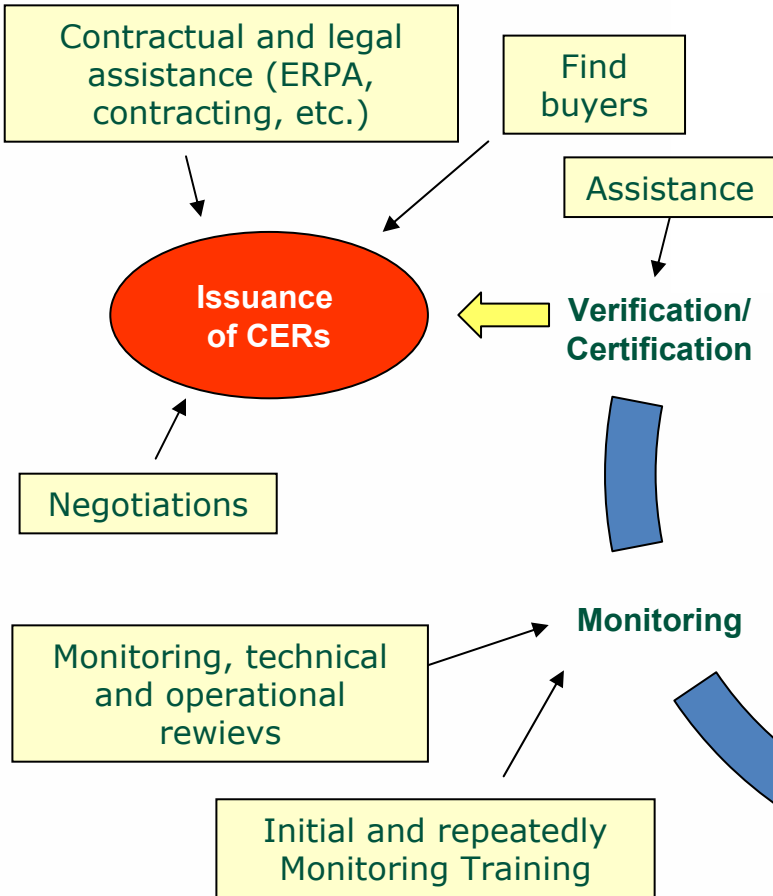 Contractual and legal
assistance (ERPA,
contracting, etc.)
Find
buyers
Assistance
Issuance
of CERs
Verification/
Certification
Negotiations
Monitoring
Monitoring, technical
and operational
rewievs
Initial and repeatedly
Monitoring Training